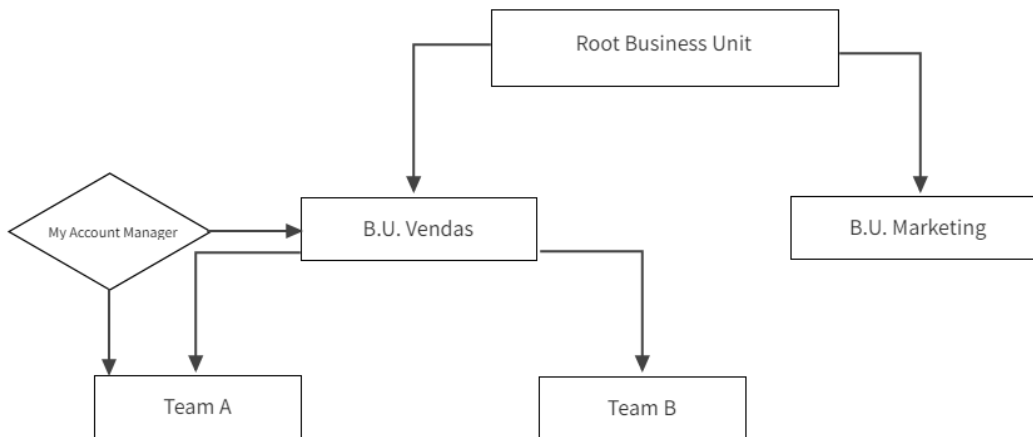 Root Business Unit
My Account Manager
B.U. Vendas
B.U. Marketing
Team A
Team B